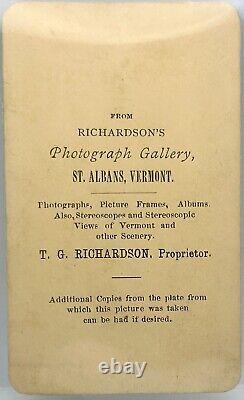 FROM
RICHARDSON'S
Photograph Gallery,
ST. ALBANS, VERMONT.
Photographs, Picture Frames, Albums.
Also, Stereoscopes and Stereoscopic
Views of Vermont and
other Scenery.
T. G. RICHARDSON, Proprietor.
Additional Copies from the plate from
which this picture was taken
can be had if desired.
© westhom.com